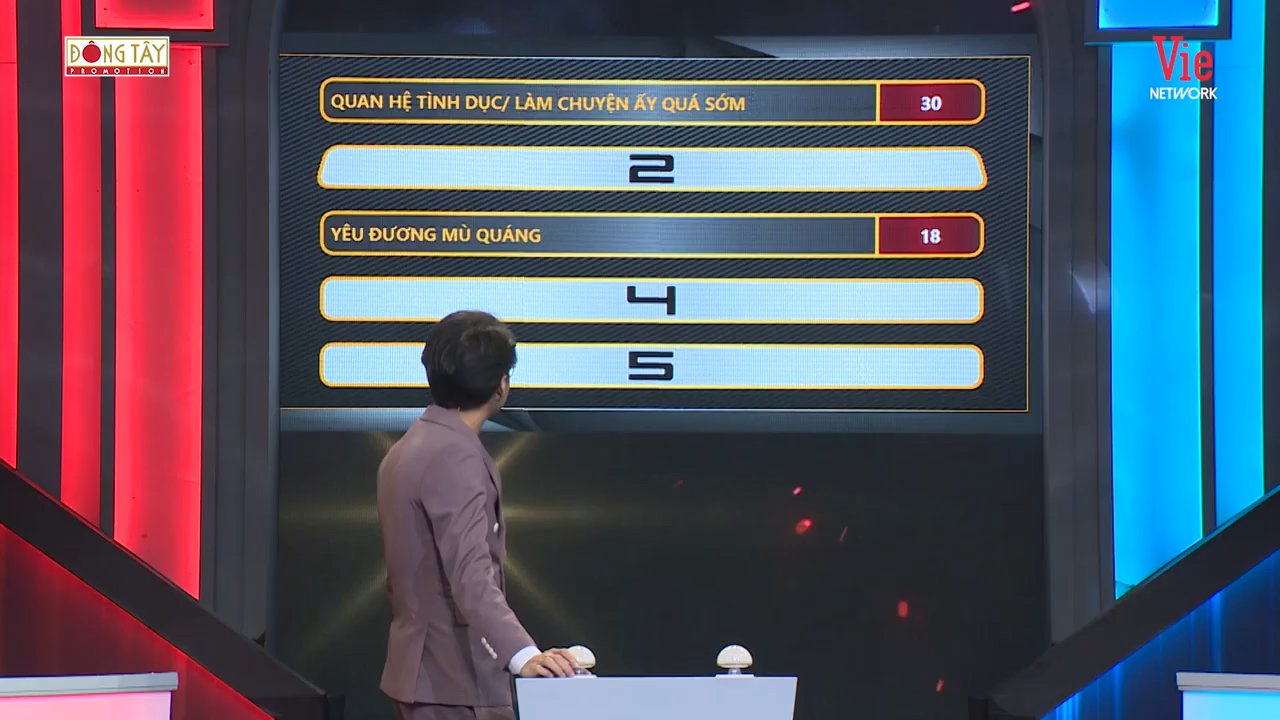 ĐÔNG TÂY
PROMOTION
Vie
NETWORK
QUAN HỆ TÌNH DỤC/ LÀM CHUYỆN ẤY QUÁ SỚM 30
2
YÊU ĐƯƠNG MÙ QUÁNG 18
4
5